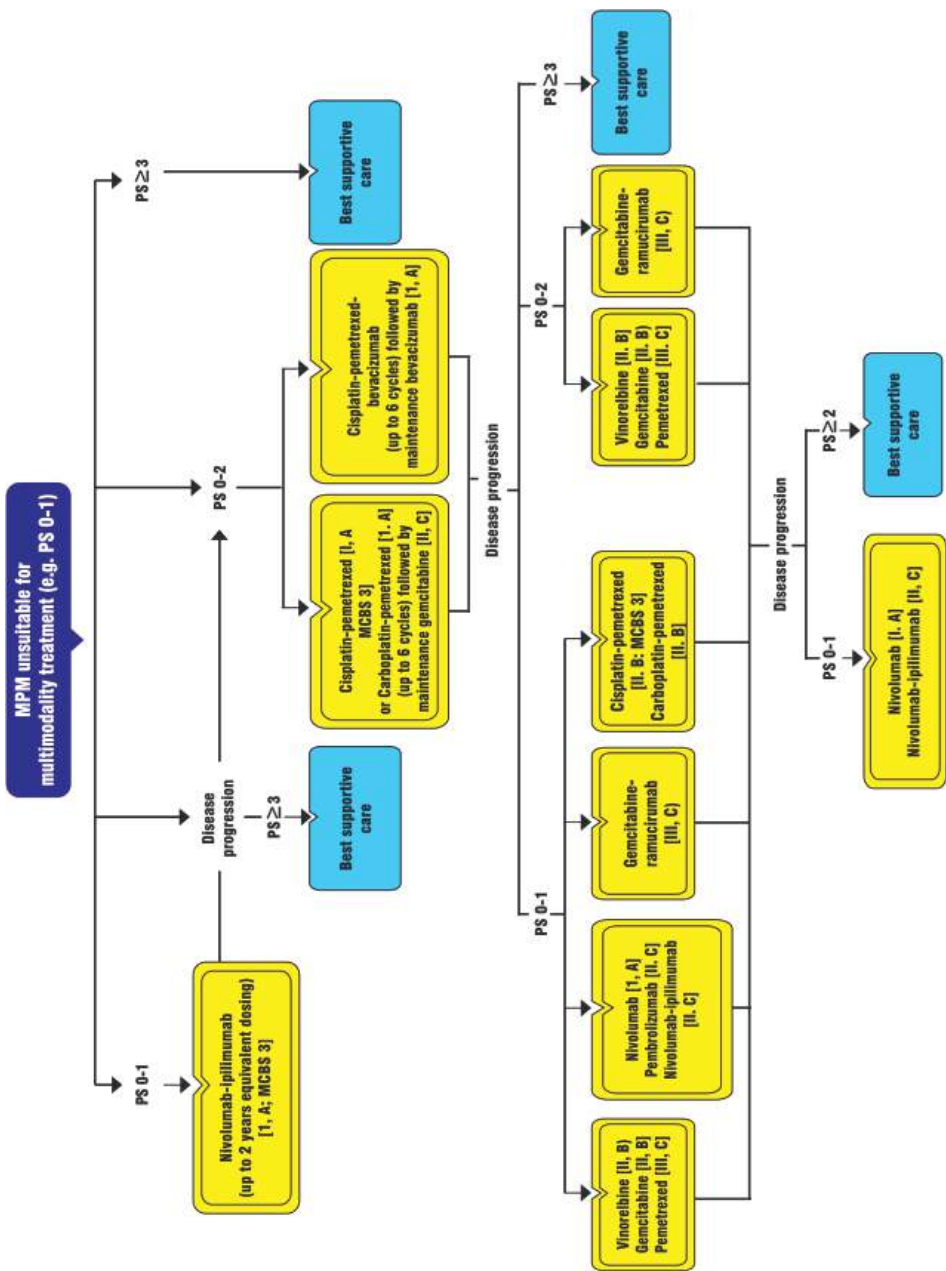 MPM unsuitable for
multimodality treatment (e.g. PS 0-1)
PS 0-1
PS 0-2
PS ≥ 3
Nivolumab-ipilimumab
(up to 2 years equivalent dosing)
[1, A; MCBS 3]
Disease
progression
PS ≥ 3
Best supportive
care
Cisplatin-pemetrexed [I, A
MCBS 3]
or Carboplatin-pemetrexed [1. A]
(up to 6 cycles) followed by
maintenance gemcitabine [II, C]
Cisplatin-pemetrexed-
bevacizumab
(up to 6 cycles) followed by
maintenance bevacizumab [1, A]
Best supportive
care
Disease progression
PS 0-1
PS 0-2
PS ≥ 3
Vinorelbine [II, B)
Gemcitabine [II, B]
Pemetrexed [III, C)
Nivolumab [1, A]
Pembrolizumab [II. C]
Nivolumab-ipilimumab
[II. C]
Gemcitabine-
ramucirumab
[III, C)
Cisplatin-pemetrexed
[II. B: MCBS 3]
Carboplatin-pemetrexed
[II. B]
Vinorelbine [II. B]
Gemcitabine [II. B)
Pemetrexed [III. C]
Gemcitabine-
ramucirumab
[III, C)
Best supportive
care
Disease progression
PS 0-1
PS ≥ 2
Nivolumab [I. A]
Nivolumab-ipilimumab [II, C]
Best supportive
care